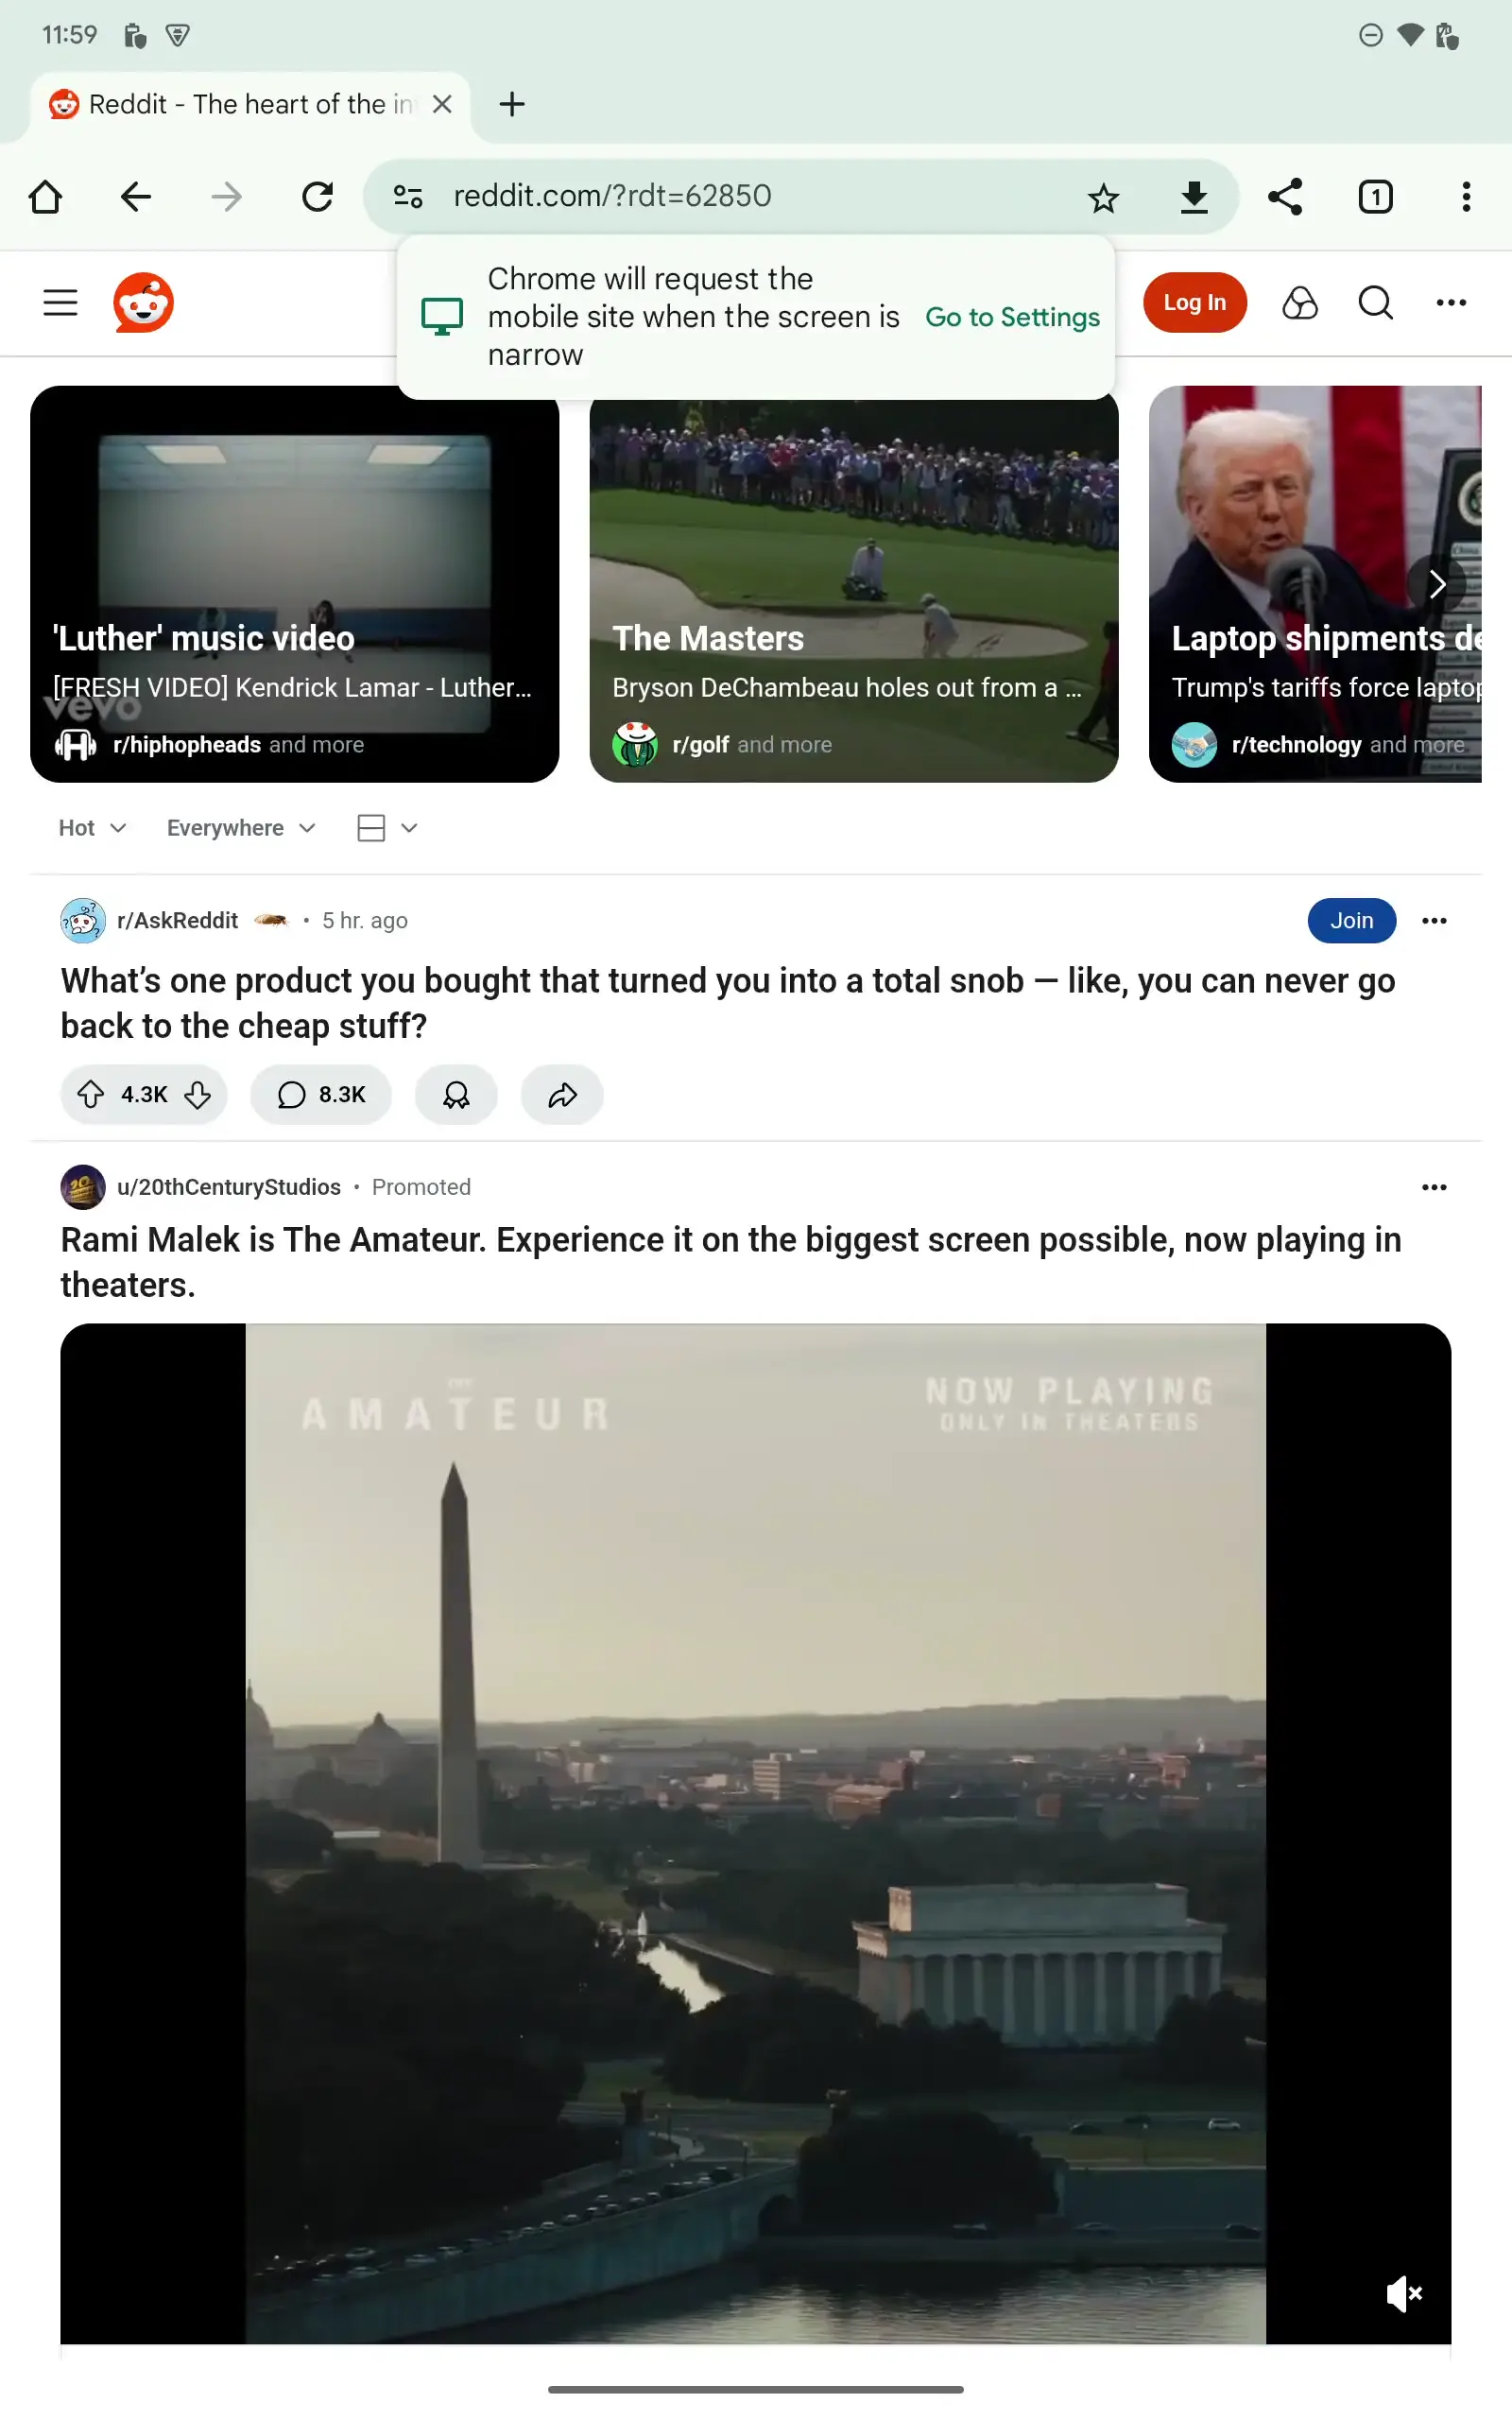 11:59
Reddit - The heart of the in
reddit.com/?rdt=62850
1
Chrome will request the
mobile site when the screen is
narrow
Go to Settings
Log In
'Luther' music video
[FRESH VIDEO] Kendrick Lamar - Luther...
vevo
r/hiphopheads and more
The Masters
Bryson DeChambeau holes out from a ...
r/golf and more
Laptop shipments de
Trump's tariffs force laptop
r/technology and more
Hot
Everywhere
r/AskReddit • 5 hr. ago
Join
What’s one product you bought that turned you into a total snob — like, you can never go
back to the cheap stuff?
4.3K
8.3K
u/20thCenturyStudios • Promoted
Rami Malek is The Amateur. Experience it on the biggest screen possible, now playing in
theaters.
THE
AMATEUR
NOW PLAYING
ONLY IN THEATERS